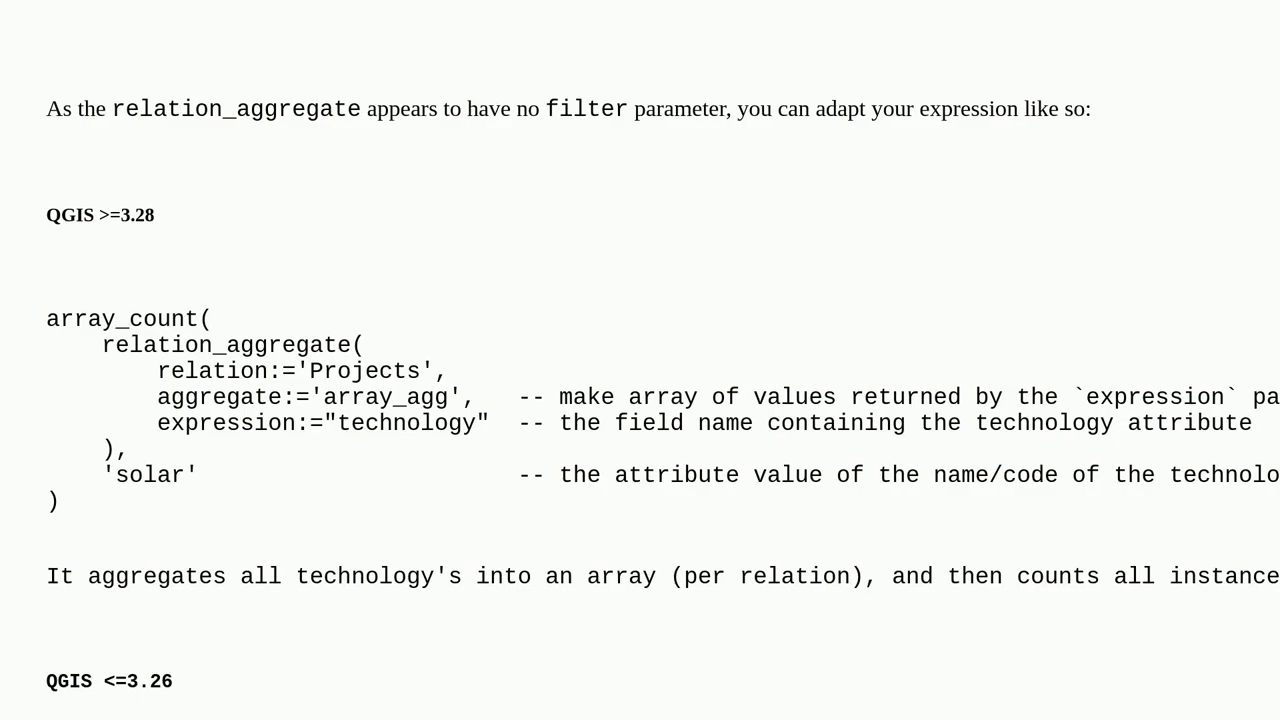 As the relation_aggregate appears to have no filter parameter, you can adapt your expression like so:
QGIS >=3.28
array_count(
    relation_aggregate(
        relation:='Projects',
        aggregate:='array_agg',   -- make array of values returned by the `expression`
        expression:="technology"  -- the field name containing the technology attribute
    ),
    'solar'                       -- the attribute value of the name/code of the
)
It aggregates all technology's into an array (per relation), and then counts all
QGIS <=3.26